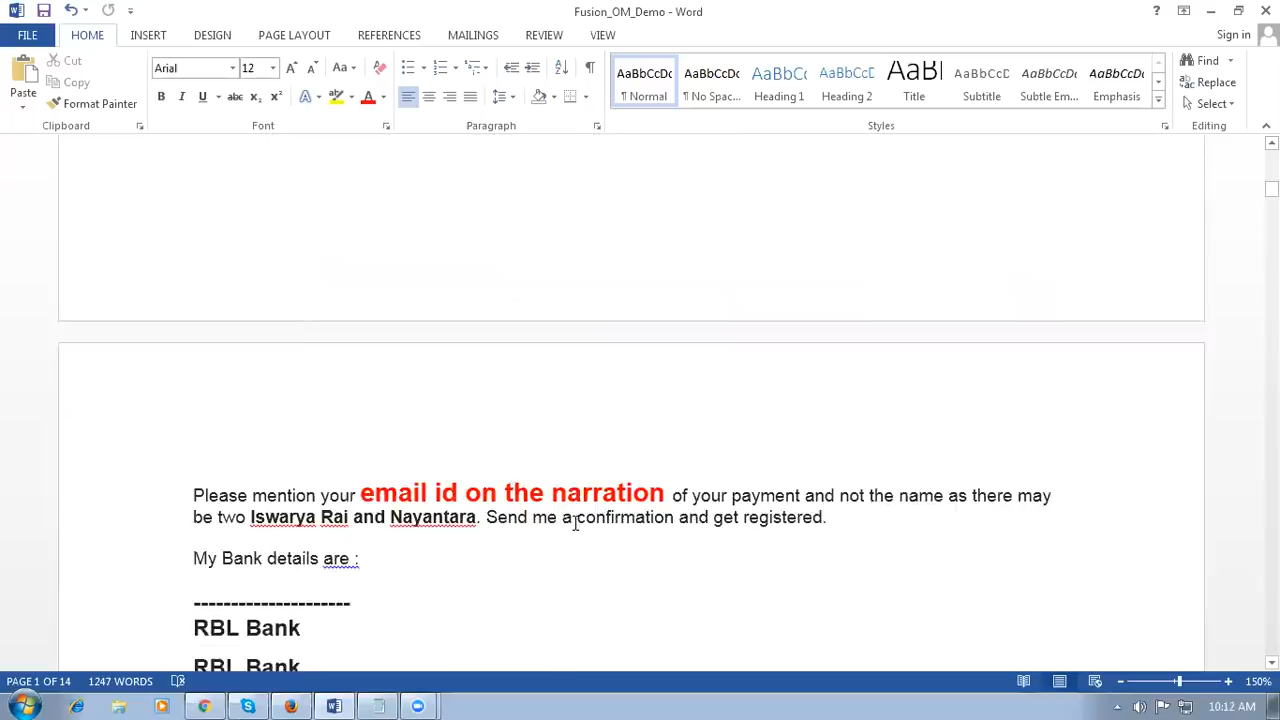 Fusion_OM_Demo - Word
FILE HOME INSERT DESIGN PAGE LAYOUT REFERENCES MAILINGS REVIEW VIEW Sign in
Paste
Cut
Copy
Format Painter
Arial 12
AaBbCcDc AaBbCcDc AaBbCc AaBbCcC AaBl AaBbCcC AaBbCcDc AaBbCcDc
¶ Normal ¶ No Spac... Heading 1 Heading 2 Title Subtitle Subtle Em... Emphasis
Find
Replace
Select
Clipboard Font Paragraph Styles Editing
Please mention your email id on the narration of your payment and not the name as there may
be two Iswarya Rai and Nayantara. Send me a confirmation and get registered.
My Bank details are :
---------------------
RBL Bank
RBL Bank
PAGE 1 OF 14 1247 WORDS 150%
10:12 AM